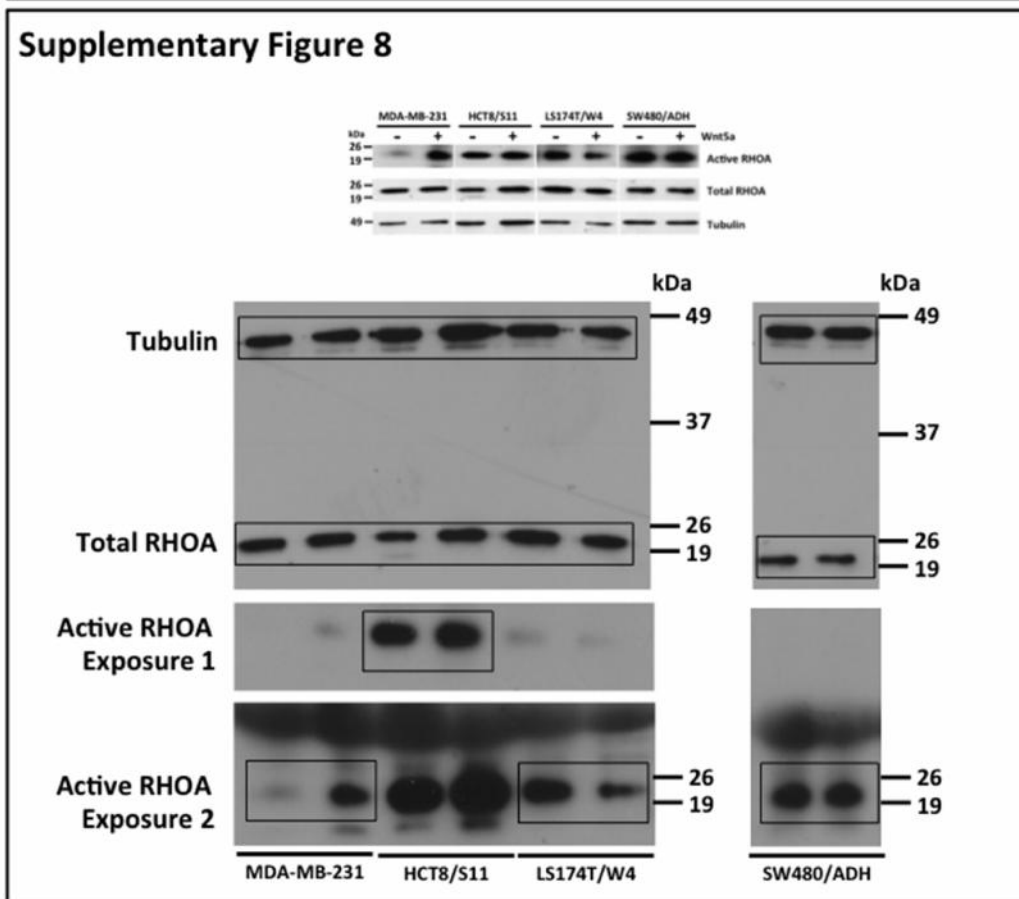 Supplementary Figure 8
MDA-MB-231 HCT8/S11 LS174T/W4 SW480/ADH
kDa - + - + - + - + Wnt5a
26
19
Active RHOA
26
19
Total RHOA
49
Tubulin
kDa kDa
Tubulin 49 49
37 37
Total RHOA 26 26
19 19
Active RHOA
Exposure 1
Active RHOA 26 26
Exposure 2 19 19
MDA-MB-231 HCT8/S11 LS174T/W4 SW480/ADH